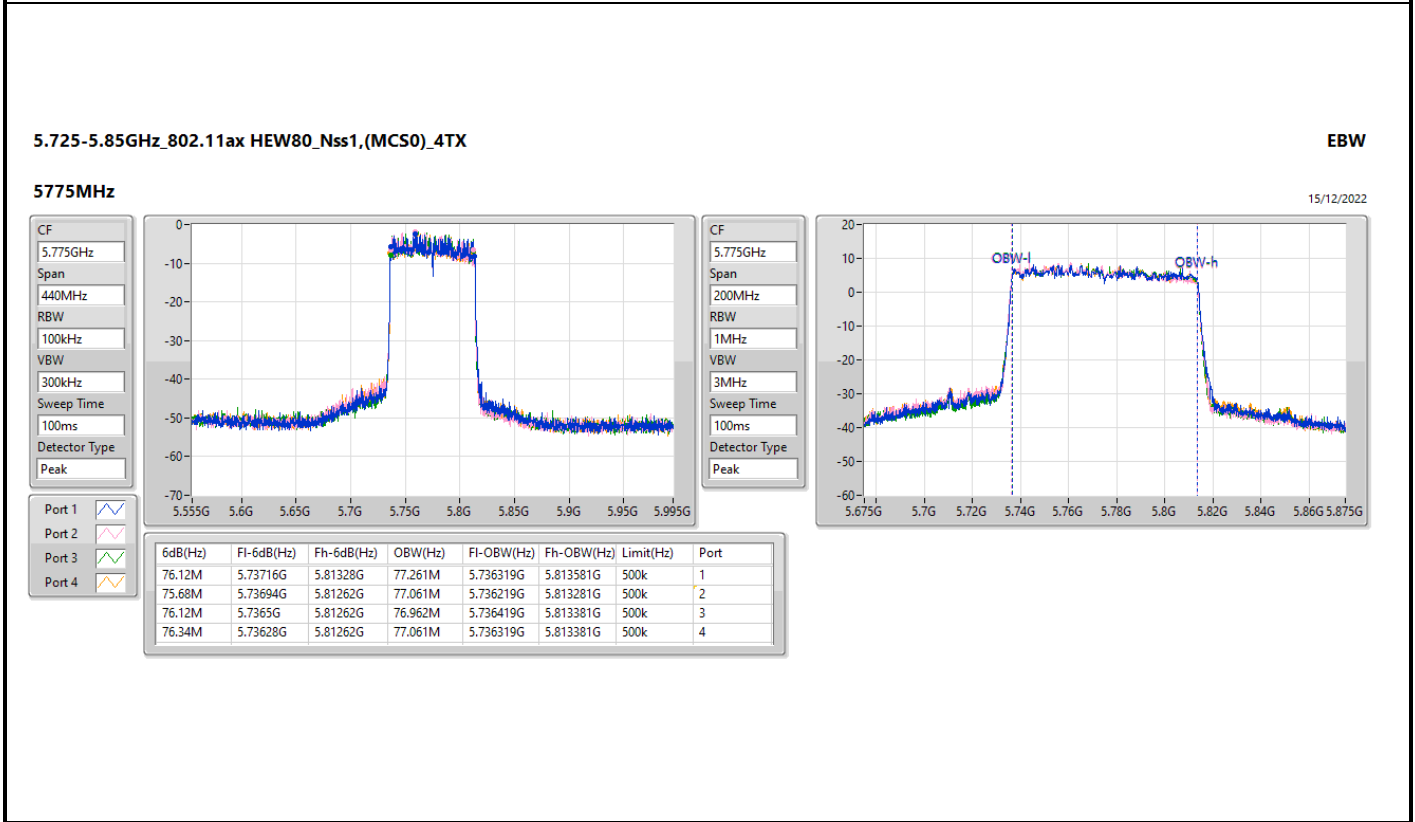 5.725-5.85GHz_802.11ax HEW80_Nss1,(MCS0)_4TX
EBW
5775MHz
15/12/2022
CF
5.775GHz
Span
440MHz
RBW
100kHz
VBW
300kHz
Sweep Time
100ms
Detector Type
Peak
0
-10
-20
-30
-40
-50
-60
-70
5.555G 5.6G 5.65G 5.7G 5.75G 5.8G 5.85G 5.9G 5.95G 5.995G
CF
5.775GHz
Span
200MHz
RBW
1MHz
VBW
3MHz
Sweep Time
100ms
Detector Type
Peak
20
10
0
-10
-20
-30
-40
-50
-60
OBW-l
OBW-h
5.675G 5.7G 5.72G 5.74G 5.76G 5.78G 5.8G 5.82G 5.84G 5.86G 5.875G
Port 1
Port 2
Port 3
Port 4
6dB(Hz) Fl-6dB(Hz) Fh-6dB(Hz) OBW(Hz) Fl-OBW(Hz) Fh-OBW(Hz) Limit(Hz) Port
76.12M 5.73716G 5.81328G 77.261M 5.736319G 5.813581G 500k 1
75.68M 5.73694G 5.81262G 77.061M 5.736219G 5.813281G 500k 2
76.12M 5.7365G 5.81262G 76.962M 5.736419G 5.813381G 500k 3
76.34M 5.73628G 5.81262G 77.061M 5.736319G 5.813381G 500k 4